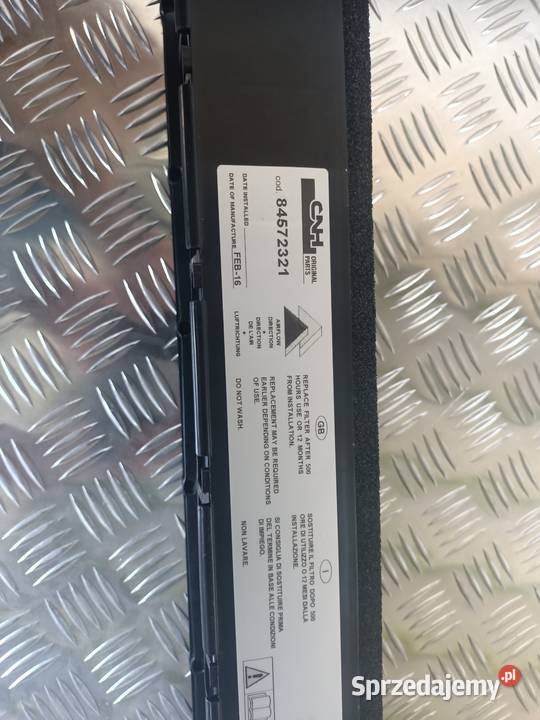 CNH
ORIGINAL
PARTS
cod. 84572321
DATE INSTALLED
DATE OF MANUFACTURE FEB-16
AIRFLOW
DIRECTION
•
DIRECTION
DE L'AIR
•
LUFTRICHTUNG
GB
REPLACE FILTER AFTER 500
HOURS USE OR 12 MONTHS
FROM INSTALLATION.
REPLACEMENT MAY BE REQUIRED
EARLIER DEPENDING ON CONDITIONS
OF USE.
DO NOT WASH.
I
SOSTITUIRE IL FILTRO DOPO 500
ORE DI UTILIZZO O 12 MESI DALLA
INSTALLAZIONE.
SI CONSIGLIA DI SOSTITUIRE PRIMA
DEL TERMINE IN BASE ALLE CONDIZIONI
DI IMPIEGO.
NON LAVARE.
Sprzedajemy.pl